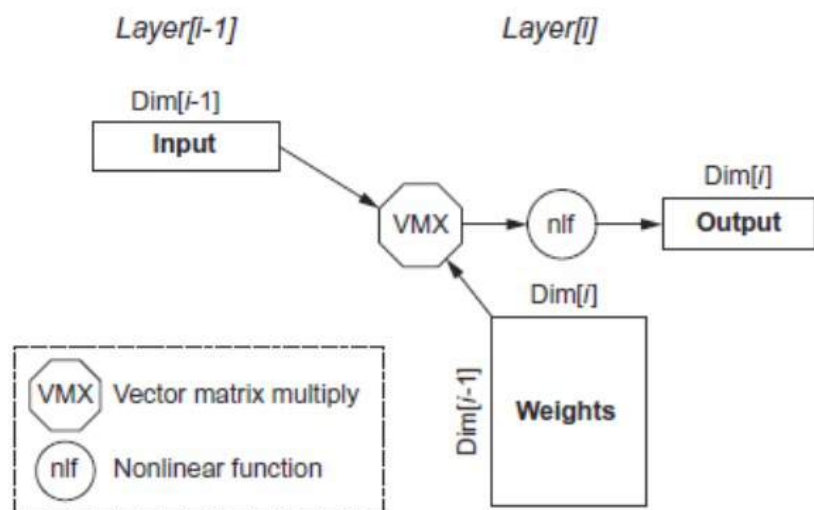 Layer[i-1]
Layer[i]
Dim[i-1]
Input
Dim[i]
Output
VMX
nlf
Dim[i]
Dim[i-1]
Weights
VMX Vector matrix multiply
nlf Nonlinear function